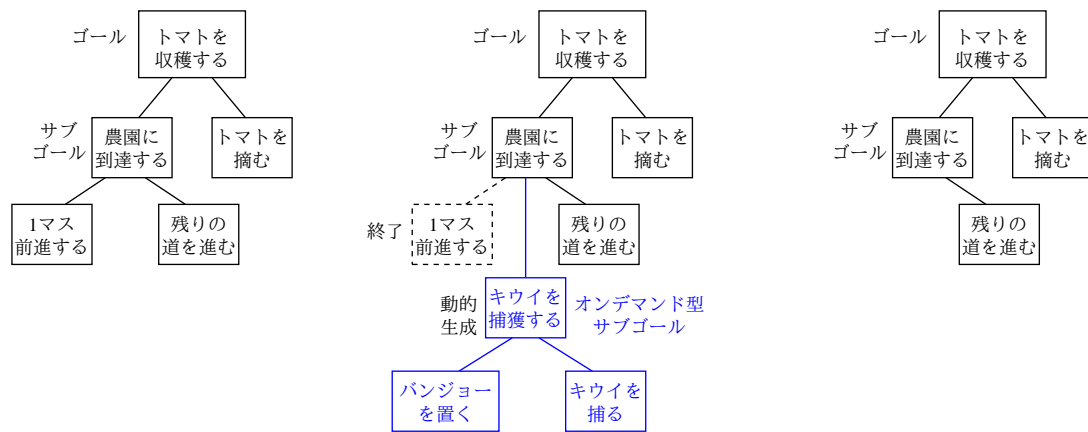 ゴール
トマトを
収穫する
サブ
ゴール
農園に
到達する
トマトを
摘む
1マス
前進する
残りの
道を進む
ゴール
トマトを
収穫する
サブ
ゴール
農園に
到達する
トマトを
摘む
終了
1マス
前進する
残りの
道を進む
動的
生成
キウイを
捕獲する
オンデマンド型
サブゴール
バンジョー
を置く
キウイを
捕る
ゴール
トマトを
収穫する
サブ
ゴール
農園に
到達する
トマトを
摘む
残りの
道を進む